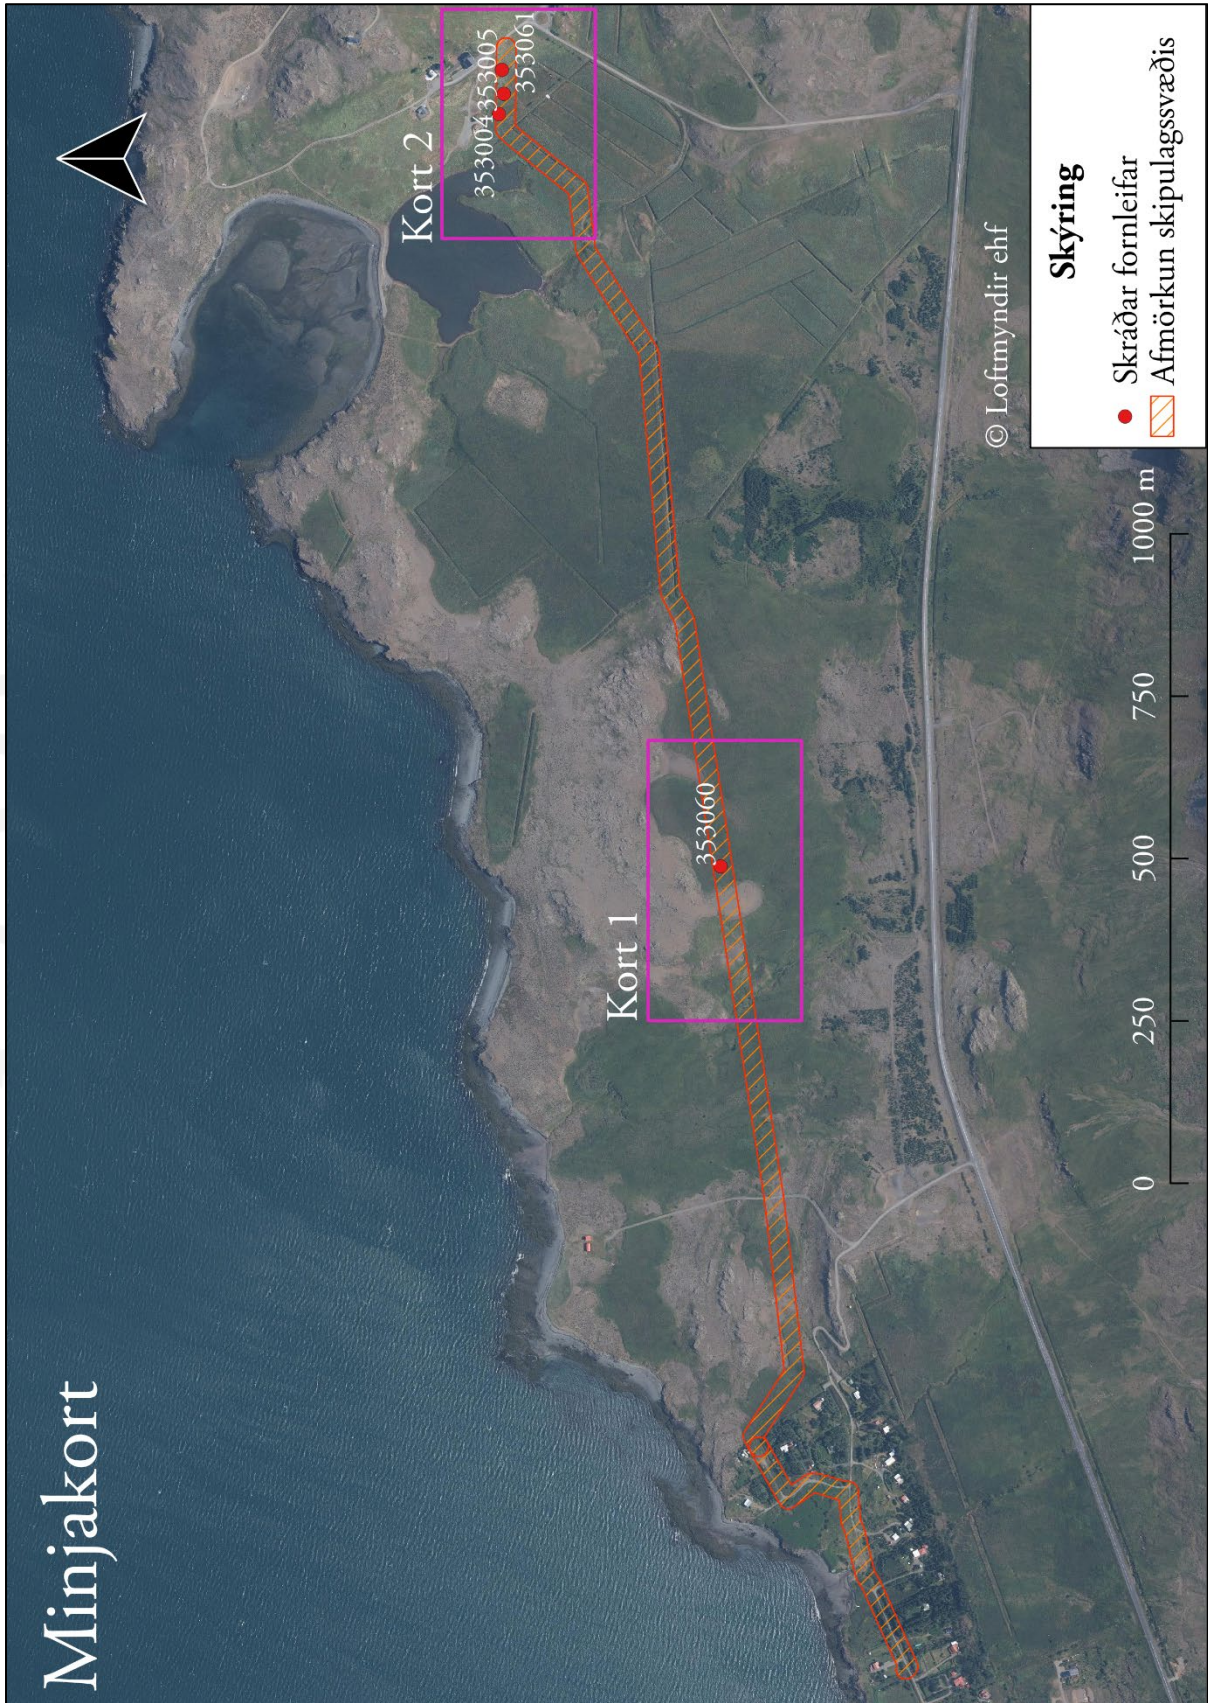 Minjakort
Kort 1
353060
Kort 2
353004
353005
353061
0
250
500
750
1000 m
© Loftmyndir ehf
Skýring
Skráðar fornleifar
Afmörkun skipulagssvæðis